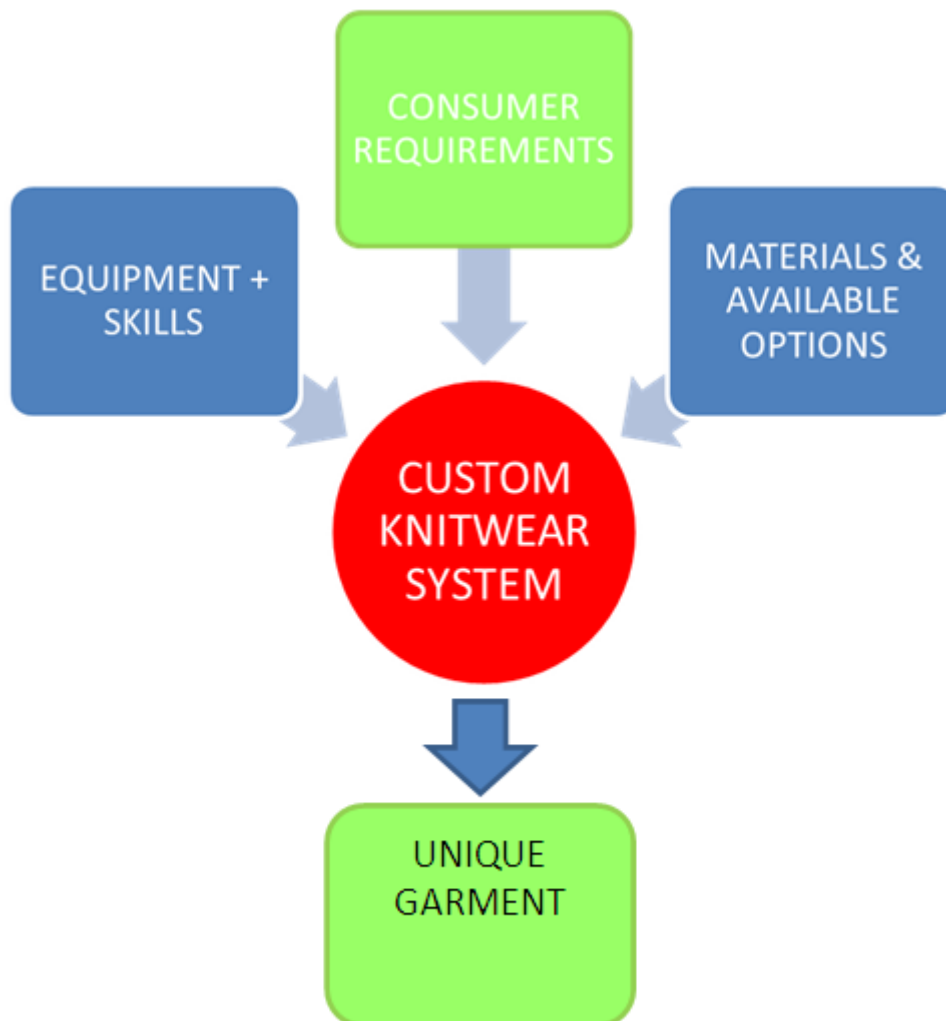 CONSUMER
REQUIREMENTS
EQUIPMENT +
SKILLS
MATERIALS &
AVAILABLE
OPTIONS
CUSTOM
KNITWEAR
SYSTEM
UNIQUE
GARMENT